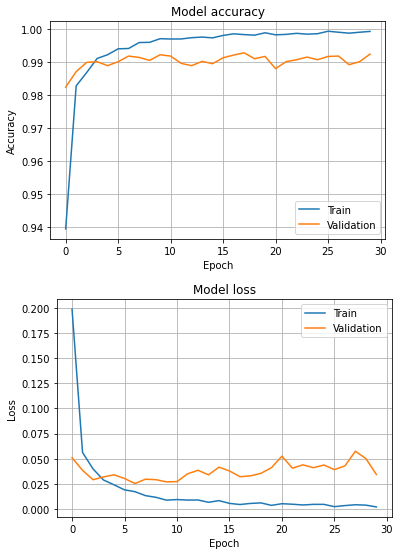 Model accuracy
1.00
0.99
0.98
0.97
0.96
0.95
0.94
Accuracy
Train
Validation
0 5 10 15 20 25 30
Epoch
Model loss
0.200
0.175
0.150
0.125
0.100
0.075
0.050
0.025
0.000
Loss
Train
Validation
0 5 10 15 20 25 30
Epoch